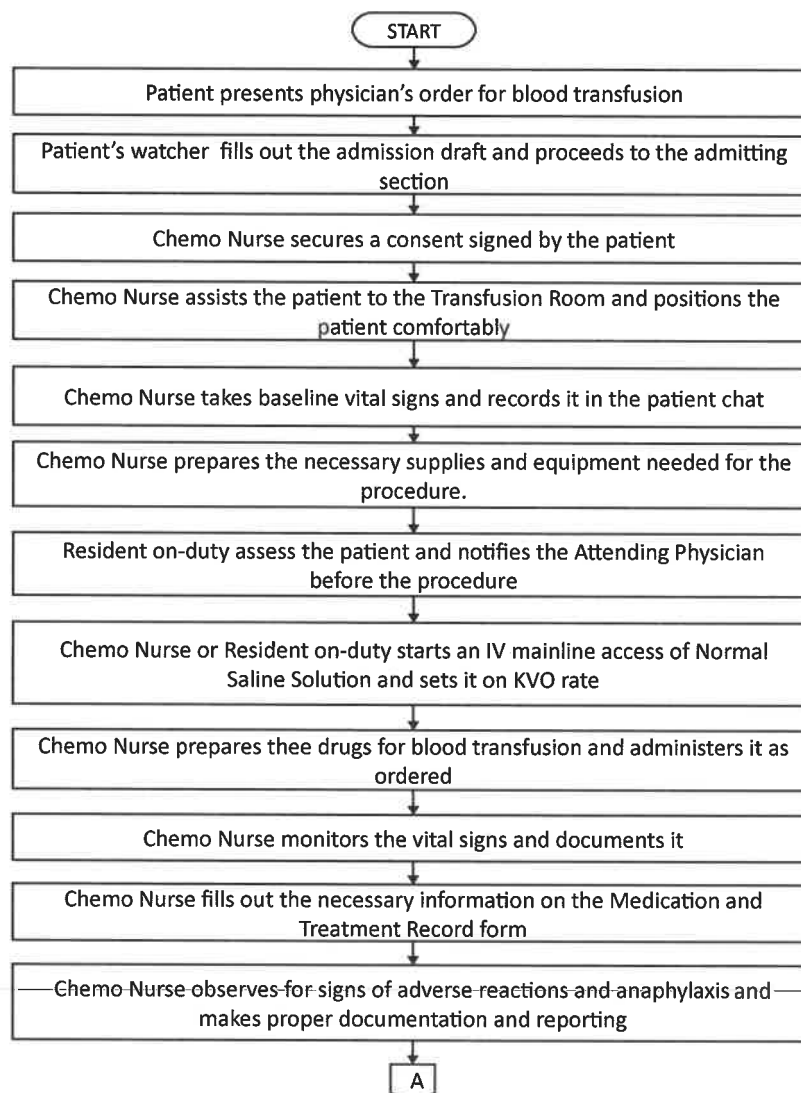 START
Patient presents physician's order for blood transfusion
Patient's watcher fills out the admission draft and proceeds to the admitting
section
Chemo Nurse secures a consent signed by the patient
Chemo Nurse assists the patient to the Transfusion Room and positions the
patient comfortably
Chemo Nurse takes baseline vital signs and records it in the patient chat
Chemo Nurse prepares the necessary supplies and equipment needed for the
procedure.
Resident on-duty assess the patient and notifies the Attending Physician
before the procedure
Chemo Nurse or Resident on-duty starts an IV mainline access of Normal
Saline Solution and sets it on KVO rate
Chemo Nurse prepares thee drugs for blood transfusion and administers it as
ordered
Chemo Nurse monitors the vital signs and documents it
Chemo Nurse fills out the necessary information on the Medication and
Treatment Record form
Chemo Nurse observes for signs of adverse reactions and anaphylaxis and
makes proper documentation and reporting
A